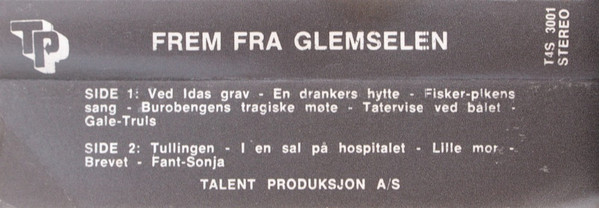 TP
FREM FRA GLEMSELEN
T4S 3001
STEREO
SIDE 1: Ved Idas grav - En drankers hytte - Fisker-pikens
sang - Burobengens tragiske møte - Tatervise ved bålet -
Gale-Truls
SIDE 2: Tullingen - I en sal på hospitalet - Lille mor -
Brevet - Fant-Sonja
TALENT PRODUKSJON A/S